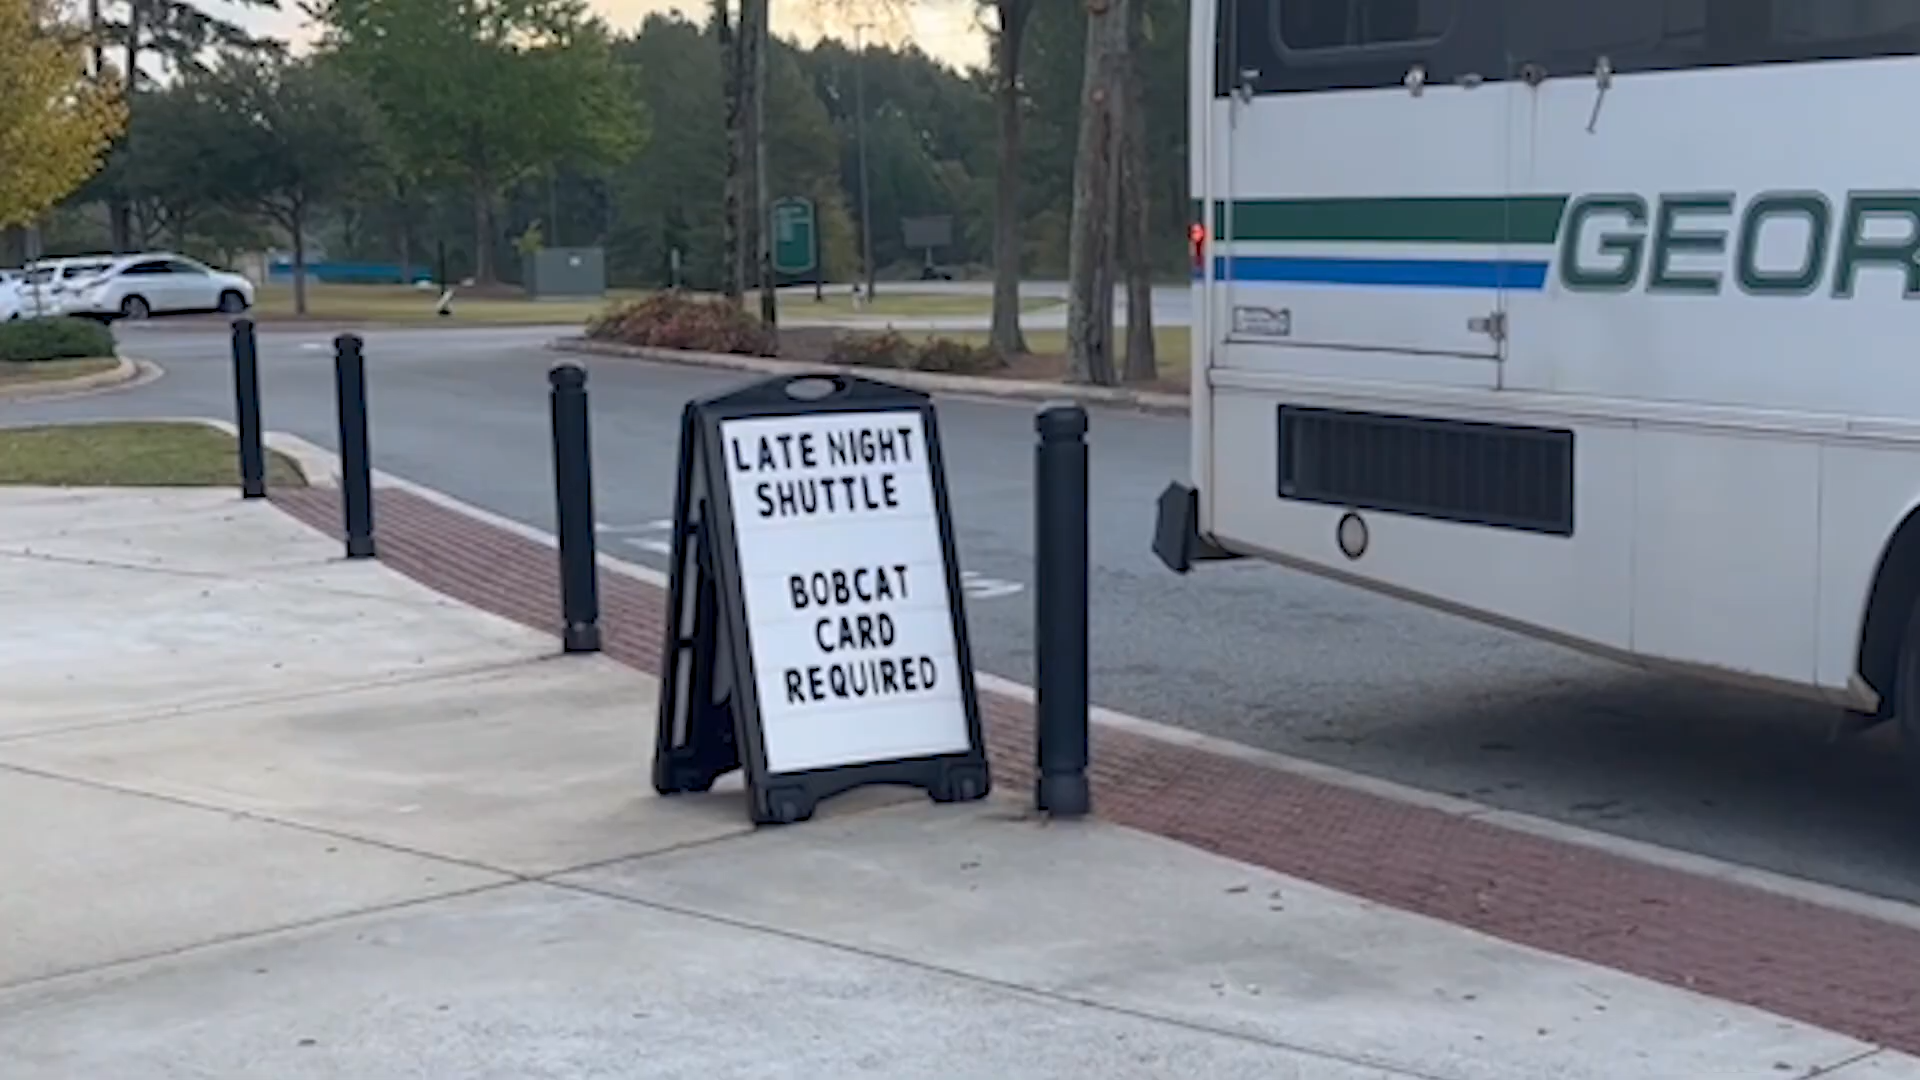 LATE NIGHT
SHUTTLE
BOBCAT
CARD
REQUIRED
GEOR